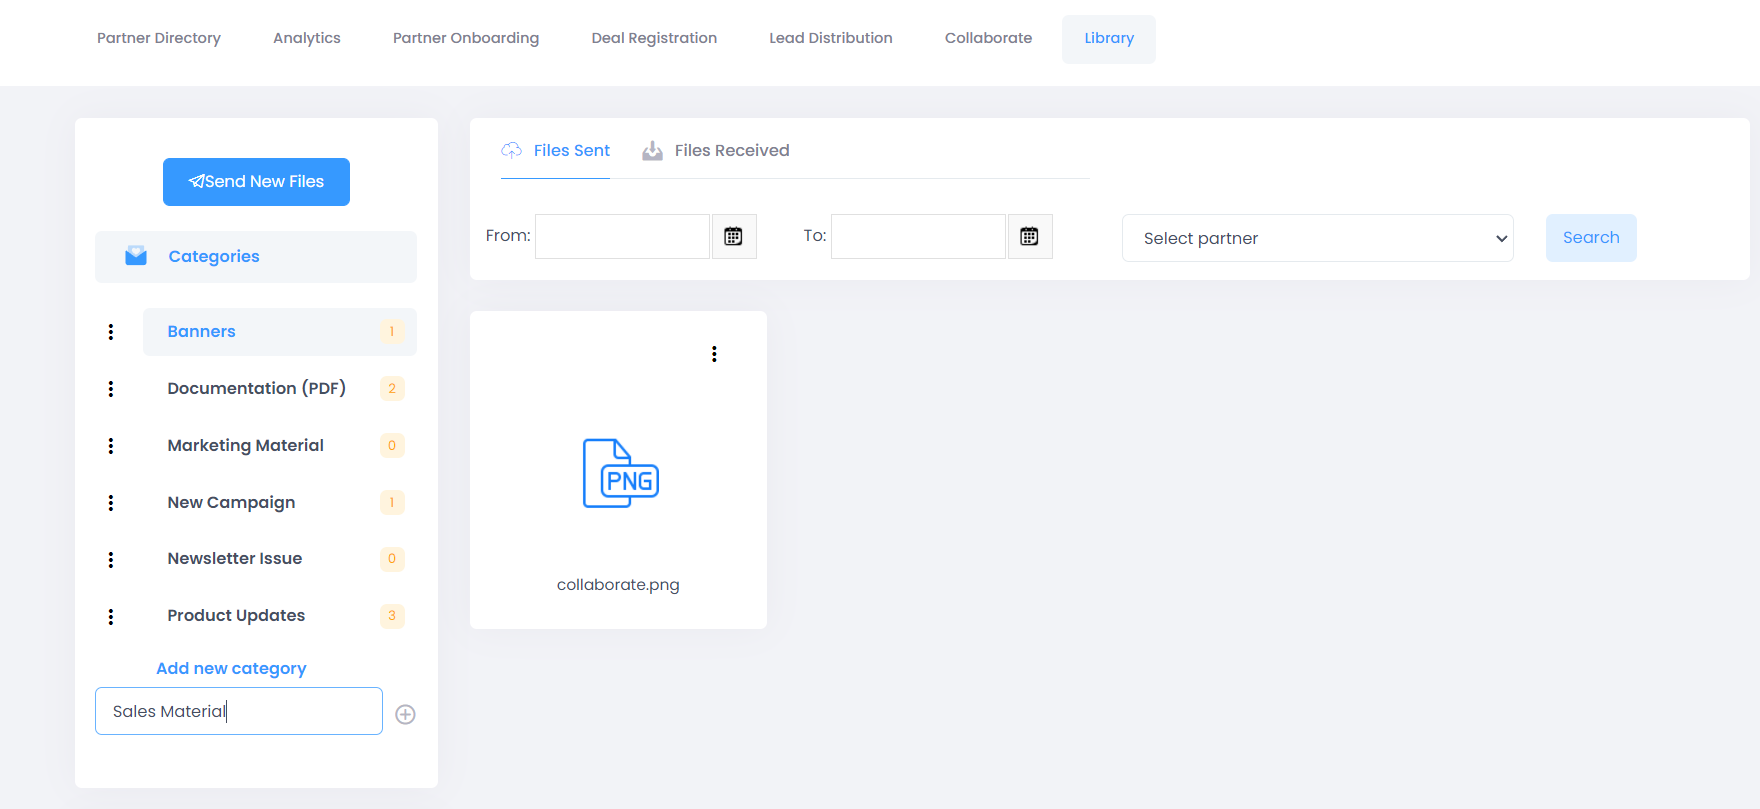 Partner Directory Analytics Partner Onboarding Deal Registration Lead Distribution Collaborate Library
Send New Files
Categories
Banners 1
Documentation (PDF) 2
Marketing Material 0
New Campaign 1
Newsletter Issue 0
Product Updates 3
Add new category
Sales Material
Files Sent Files Received
From: To: Select partner Search
PNG
collaborate.png